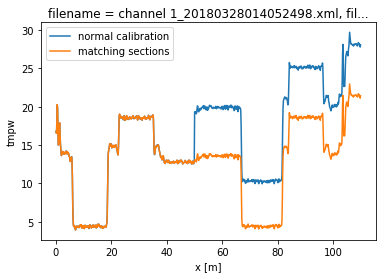 filename = channel 1_20180328014052498.xml, fil...
normal calibration
matching sections
tmpw
30
25
20
15
10
5
0
20
40
60
80
100
x [m]